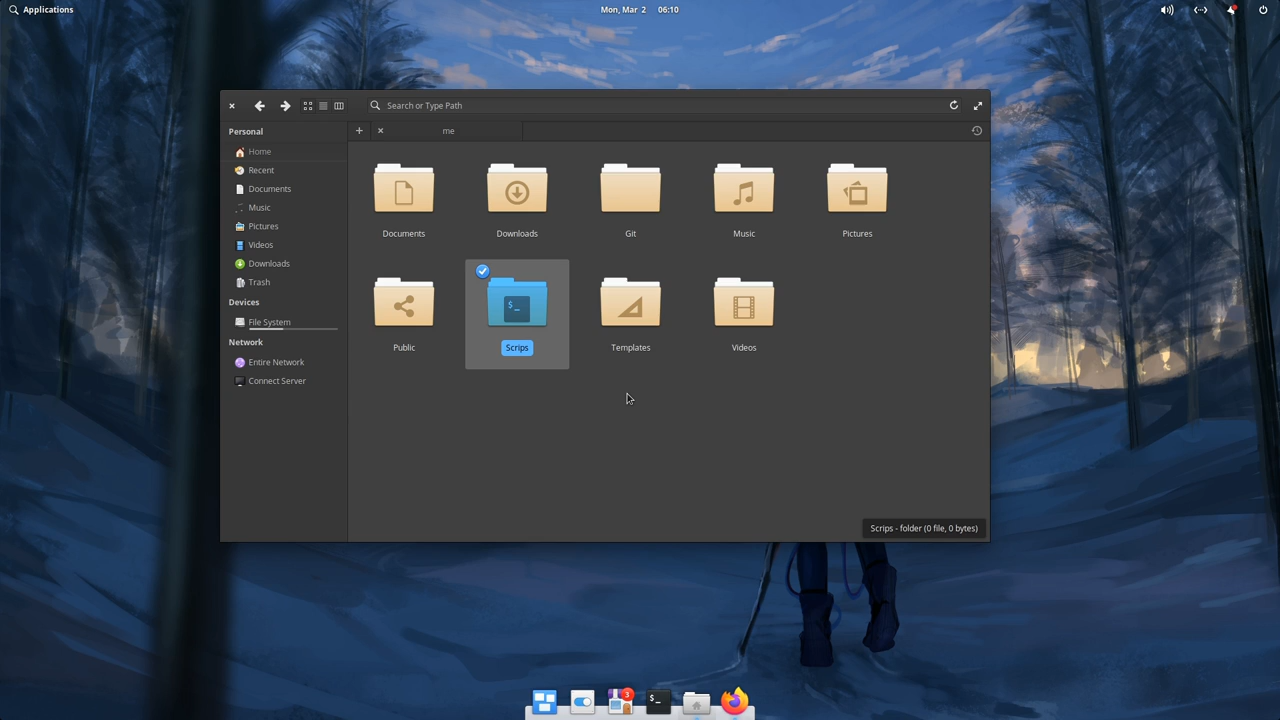 Applications
Mon, Mar 2 06:10
Search or Type Path
Personal
me
Home
Recent
Documents
Music
Pictures
Videos
Downloads
Trash
Devices
File System
Network
Entire Network
Connect Server
Documents
Downloads
Git
Music
Pictures
$_
Public
Scrips
Templates
Videos
Scrips - folder (0 file, 0 bytes)
3
$_